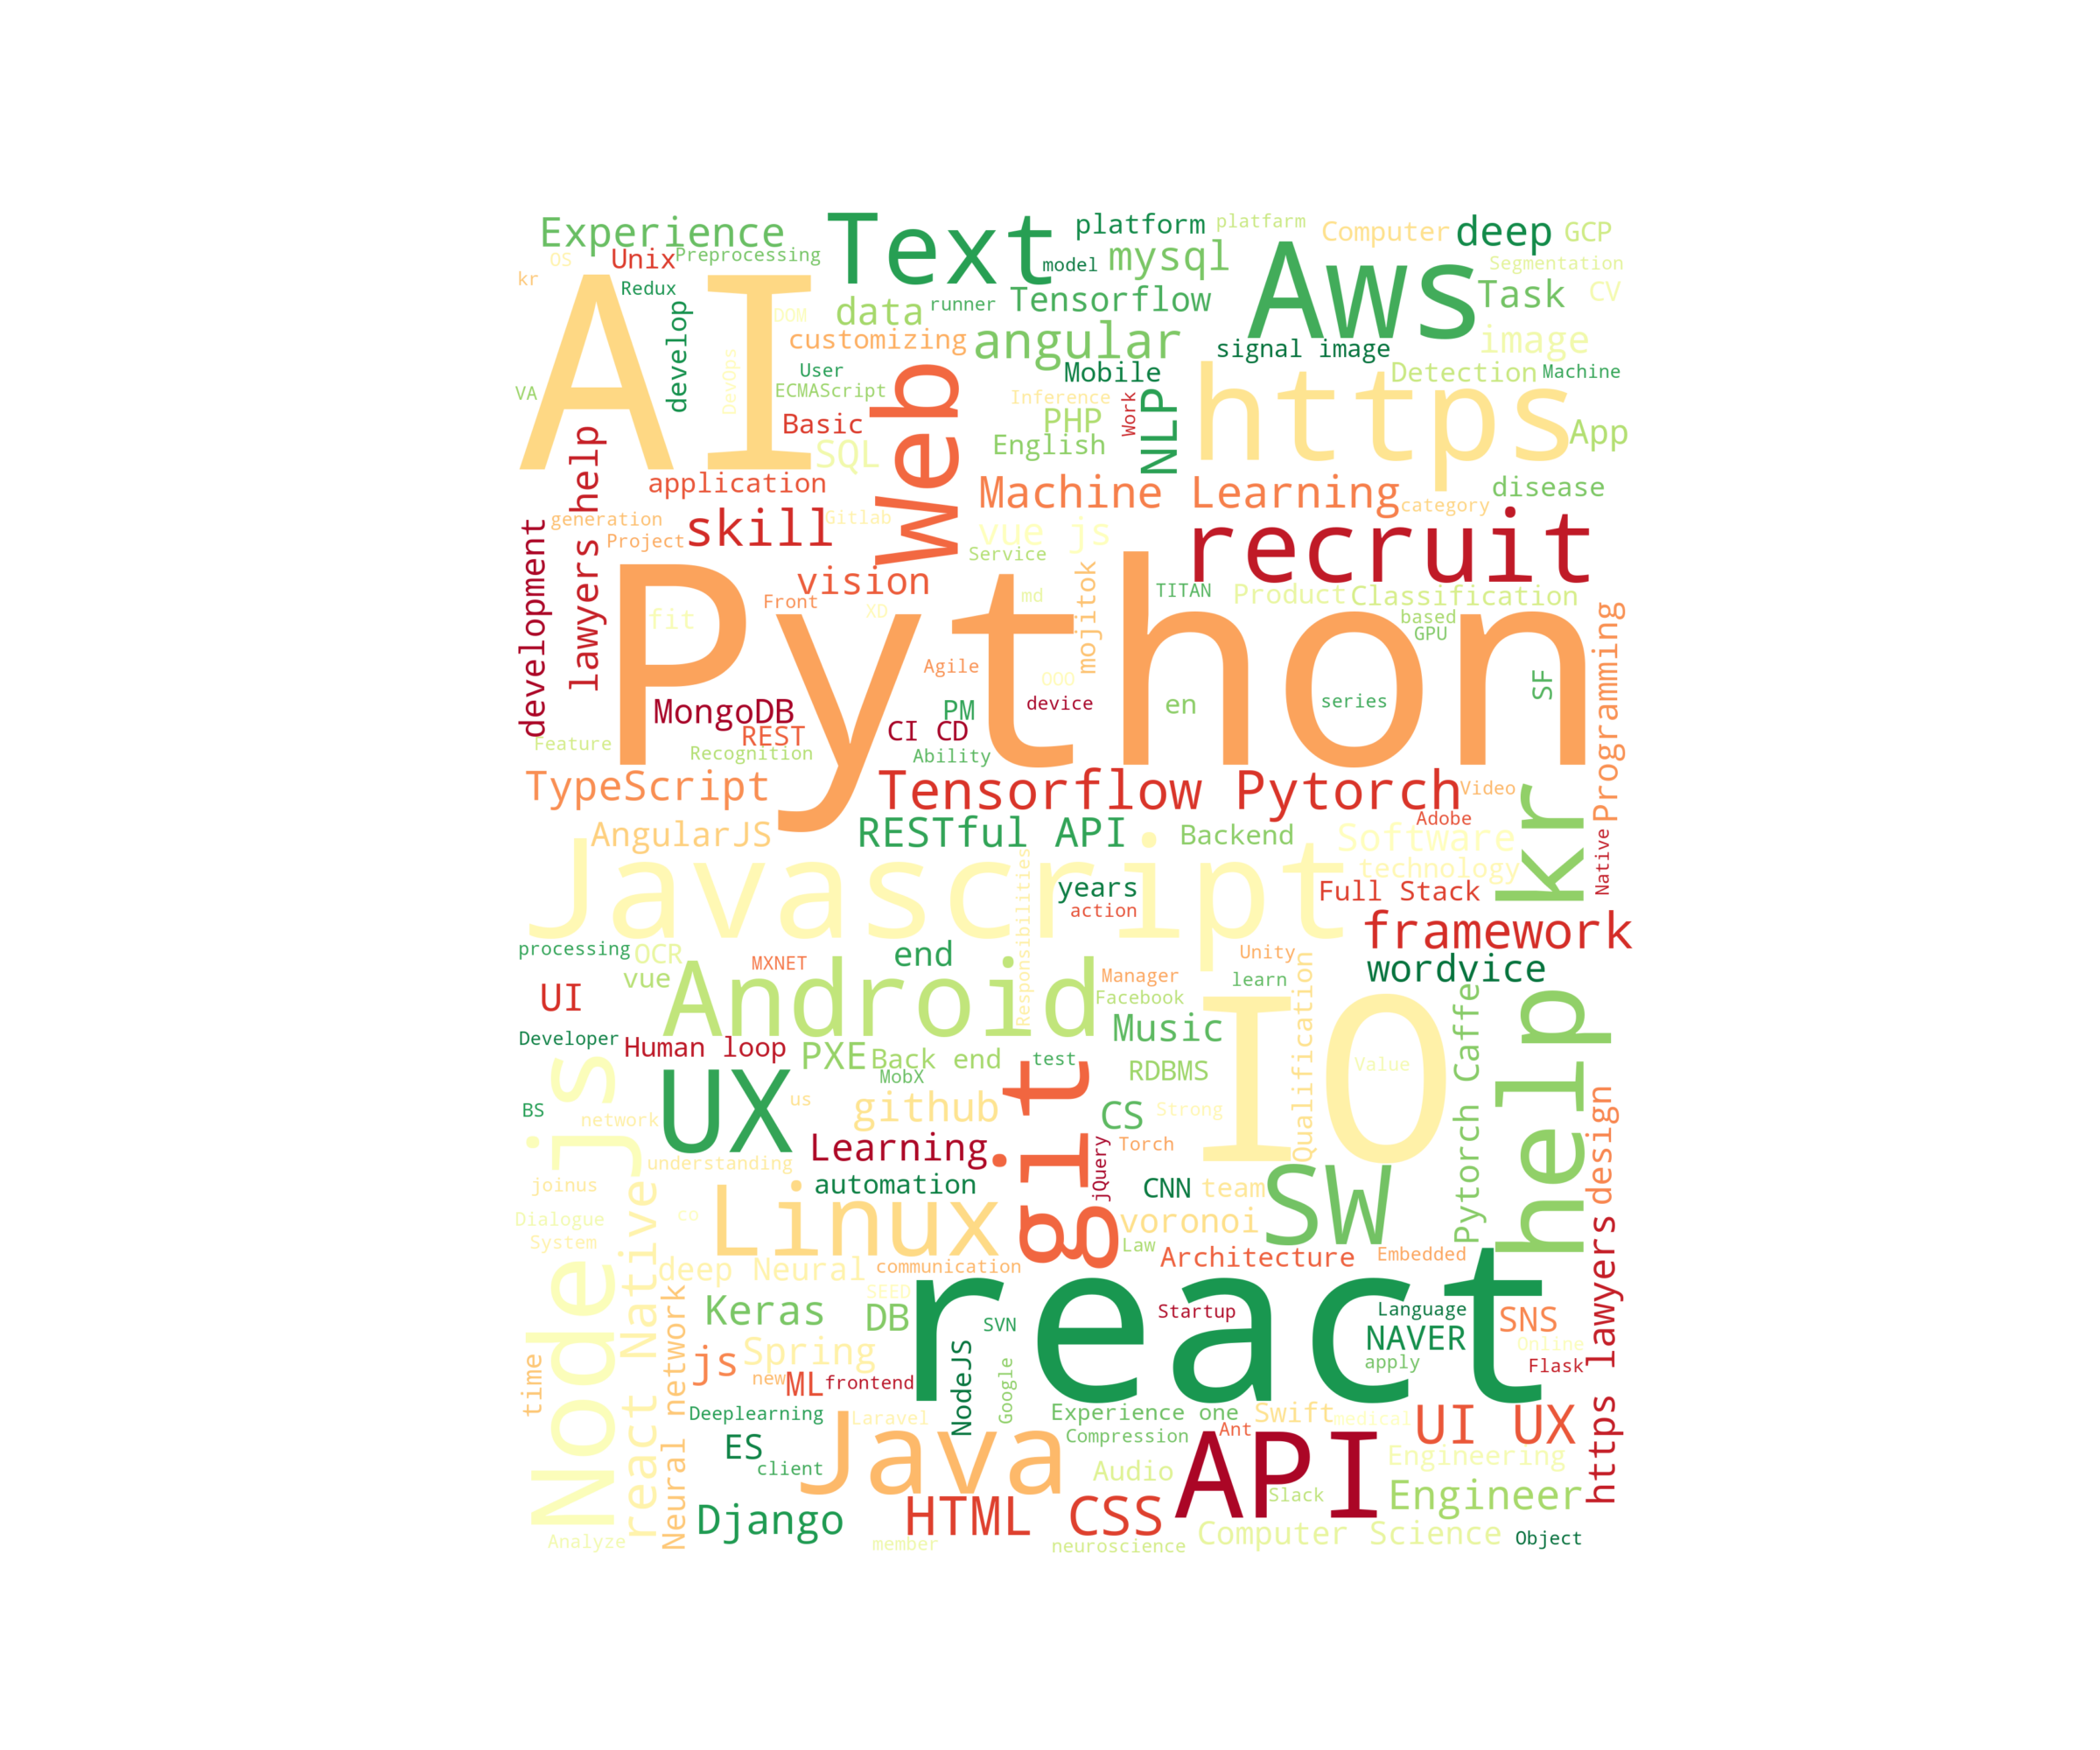 Experience
Text
platform
platfarm
Computer
deep
GCP
OS
Unix
Preprocessing
model
mysql
Aws
Segmentation
kr
AI
Redux
data
runner
Tensorflow
Task
CV
develop
DOM
customizing
angular
signal image
image
DevOps
User
Web
Mobile
https
Detection
Machine
VA
ECMAScript
Inference
Work
NLP
Basic
PHP
App
SQL
English
lawyers help
application
Machine Learning
category
disease
generation
skill
Gitlab
vue js
recruit
development
Project
Service
vision
mojitok
TITAN
Product
Classification
Python
Front
XD
md
based
GPU
Programming
fit
Agile
OOO
SF
MongoDB
PM
device
en
series
REST
CI CD
Feature
Recognition
Ability
TypeScript
Tensorflow Pytorch
Video
kr
AngularJS
RESTful API
Backend
Adobe
Software
Native
Javascript
Responsibilities
technology
years
Full Stack
action
framework
processing
OCR
MXNET
end
Unity
wordvice
vue
Android
Manager
learn
Qualification
UI
Facebook
IO
Pytorch Caffe
help
Developer
Human loop
PXE
Back end
Music
test
RDBMS
Value
Nodejs
UX
MobX
git
us
BS
network
github
CS
Strong
design
understanding
Learning
Torch
jQuery
joinus
automation
CNN
team
SW
react Native
Linux
Dialogue
co
voronoi
System
Law
Architecture
Embedded
https lawyers
deep Neural
communication
react
Neural network
SEED
Keras
DB
SVN
Startup
Language
SNS
NAVER
Online
js
Spring
NodeJS
Google
apply
Flask
time
new
ML
frontend
Deeplearning
Laravel
Experience one
Swift
medical
UI UX
Java
Compression
Ant
API
ES
client
Audio
Engineering
Slack
Engineer
Django
HTML CSS
Computer Science
Object
Analyze
member
neuroscience